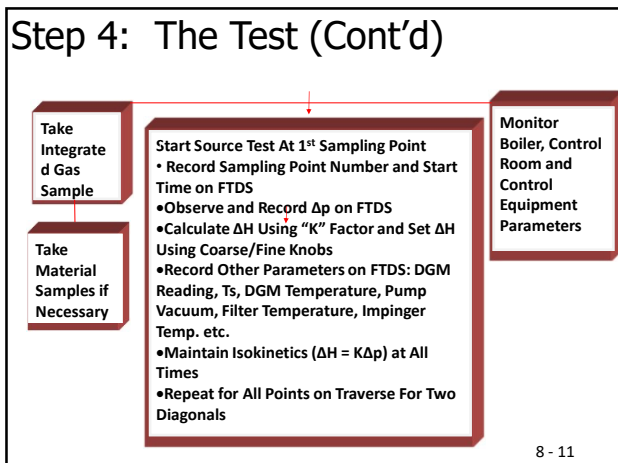 Step 4: The Test (Cont'd)
Take
Integrate
d Gas
Sample
Take
Material
Samples if
Necessary
Start Source Test At 1st Sampling Point
• Record Sampling Point Number and Start
Time on FTDS
•Observe and Record Δp on FTDS
•Calculate ΔH Using “K” Factor and Set ΔH
Using Coarse/Fine Knobs
•Record Other Parameters on FTDS: DGM
Reading, Ts, DGM Temperature, Pump
Vacuum, Filter Temperature, Impinger
Temp. etc.
•Maintain Isokinetics (ΔH = KΔp) at All
Times
•Repeat for All Points on Traverse For Two
Diagonals
Monitor
Boiler, Control
Room and
Control
Equipment
Parameters
8 - 11